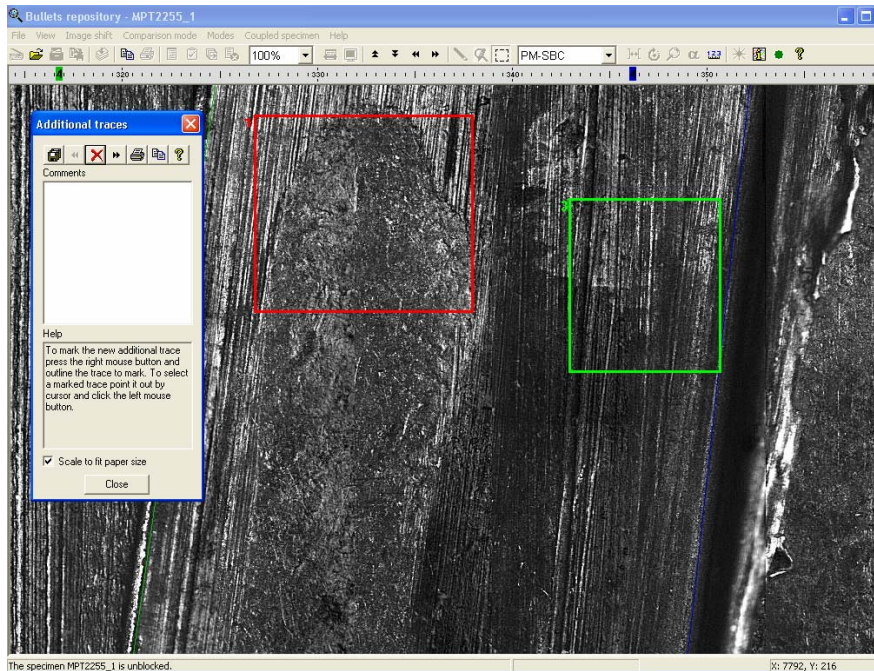 Bullets repository - MPT2255_1
File View Image shift Comparison mode Modes Coupled specimen Help
100% PM-SBC α 123
320 330 340 350
Additional traces
Comments
Help
To mark the new additional trace
press the right mouse button and
outline the trace to mark. To select
a marked trace point it out by
cursor and click the left mouse
button.
Scale to fit paper size
Close
The specimen MPT2255_1 is unblocked. X: 7792, Y: 216